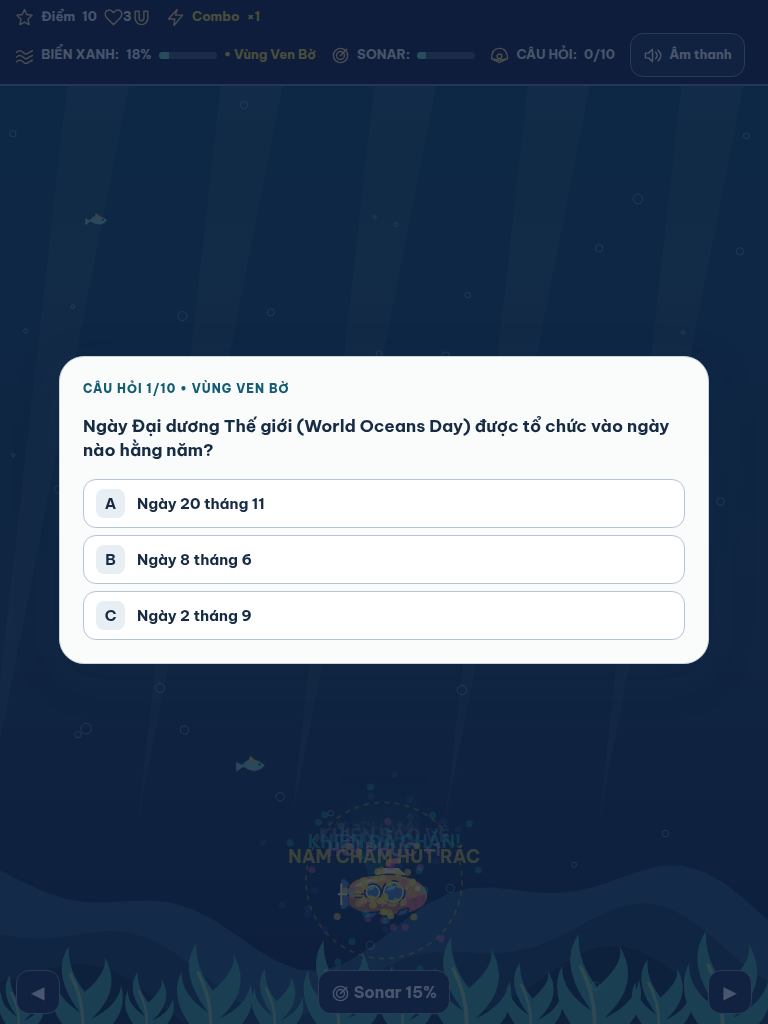 Điểm 10 3 Combo ×1
BIỂN XANH: 18% • Vùng Ven Bờ SONAR: CÂU HỎI: 0/10 Âm thanh
CÂU HỎI 1/10 • VÙNG VEN BỜ
Ngày Đại dương Thế giới (World Oceans Day) được tổ chức vào ngày
nào hằng năm?
A Ngày 20 tháng 11
B Ngày 8 tháng 6
C Ngày 2 tháng 9
NAM CHÂM HÚT RÁC
◀ Sonar 15% ▶